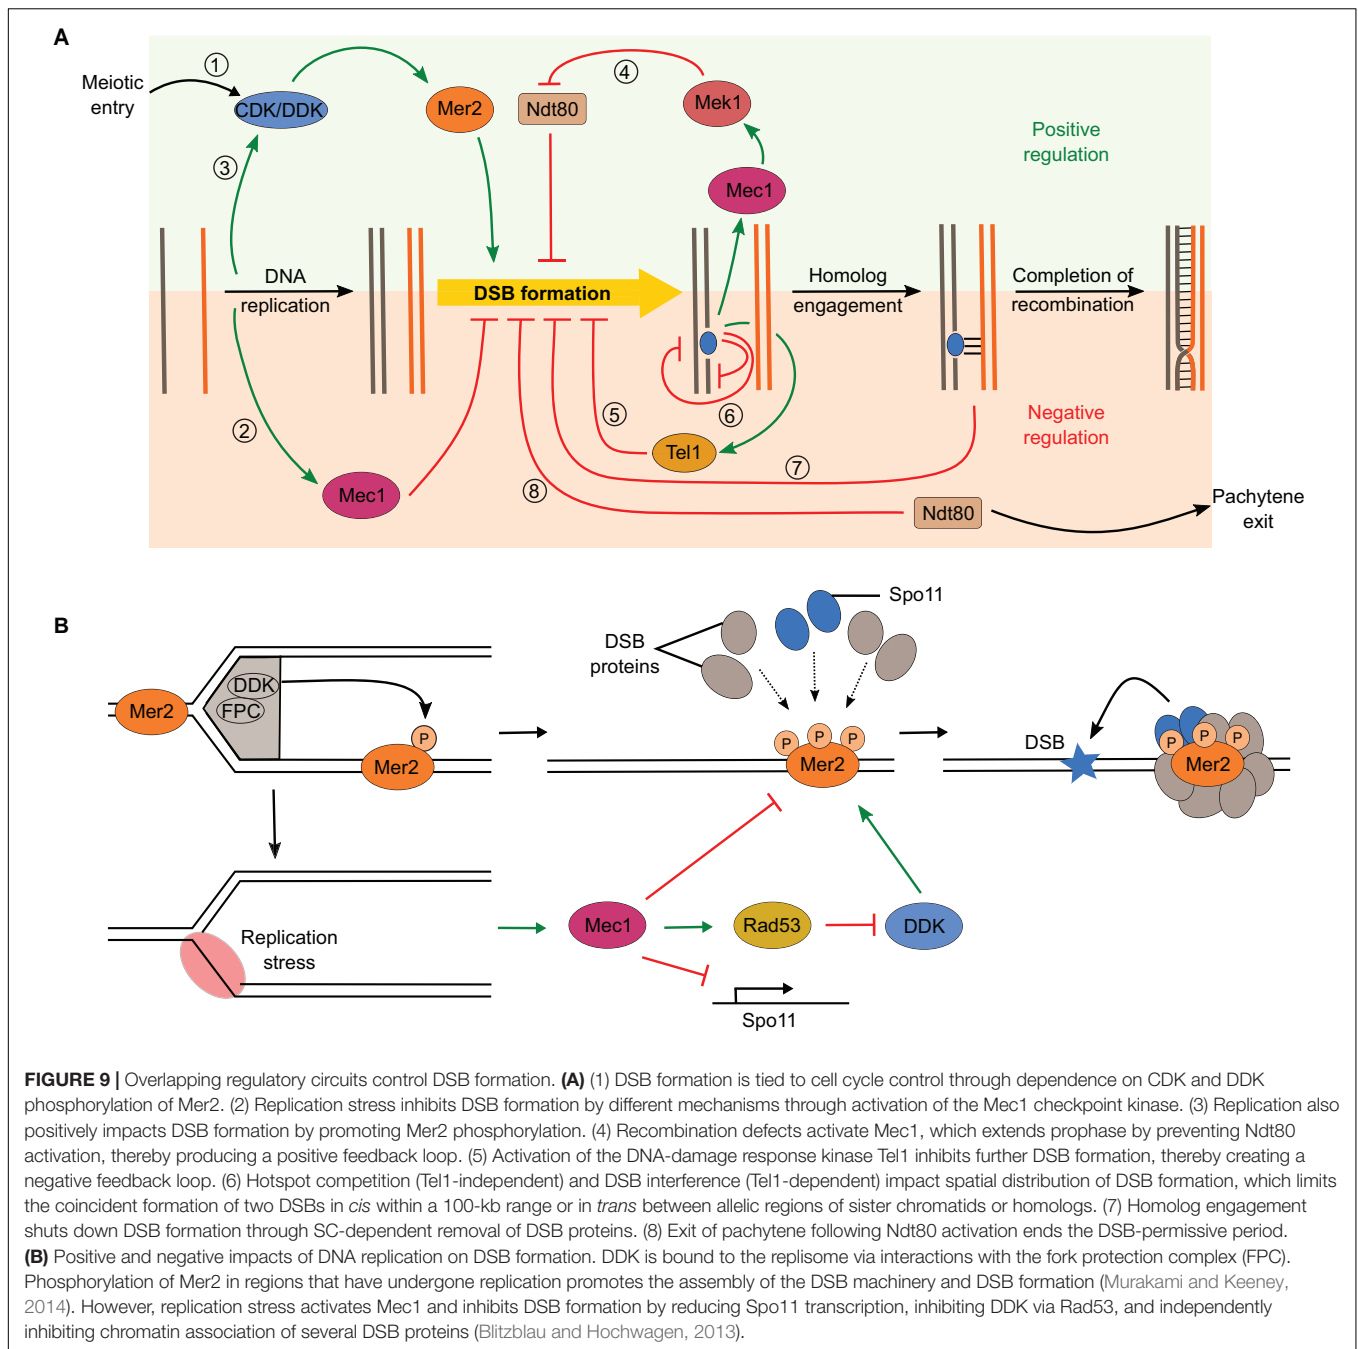 A
Meiotic
entry
①
CDK/DDK
Mer2
Ndt80
④
Mek1
Mec1
Positive
regulation
③
DNA
replication
DSB formation
Homolog
engagement
Completion of
recombination
②
Mec1
⑤
⑥
Tel1
⑦
⑧
Negative
regulation
Ndt80
Pachytene
exit
B
Mer2
DDK
FPC
P
Mer2
DSB
proteins
Spo11
P
P
P
Mer2
DSB
P
P
P
Mer2
Replication
stress
Mec1
Rad53
DDK
Spo11
FIGURE 9 | Overlapping regulatory circuits control DSB formation. (A) (1) DSB formation is tied to cell cycle control through dependence on CDK and DDK
phosphorylation of Mer2. (2) Replication stress inhibits DSB formation by different mechanisms through activation of the Mec1 checkpoint kinase. (3) Replication also
positively impacts DSB formation by promoting Mer2 phosphorylation. (4) Recombination defects activate Mec1, which extends prophase by preventing Ndt80
activation, thereby producing a positive feedback loop. (5) Activation of the DNA-damage response kinase Tel1 inhibits further DSB formation, thereby creating a
negative feedback loop. (6) Hotspot competition (Tel1-independent) and DSB interference (Tel1-dependent) impact spatial distribution of DSB formation, which limits
the coincident formation of two DSBs in cis within a 100-kb range or in trans between allelic regions of sister chromatids or homologs. (7) Homolog engagement
shuts down DSB formation through SC-dependent removal of DSB proteins. (8) Exit of pachytene following Ndt80 activation ends the DSB-permissive period.
(B) Positive and negative impacts of DNA replication on DSB formation. DDK is bound to the replisome via interactions with the fork protection complex (FPC).
Phosphorylation of Mer2 in regions that have undergone replication promotes the assembly of the DSB machinery and DSB formation (Murakami and Keeney,
2014). However, replication stress activates Mec1 and inhibits DSB formation by reducing Spo11 transcription, inhibiting DDK via Rad53, and independently
inhibiting chromatin association of several DSB proteins (Blitzblau and Hochwagen, 2013).